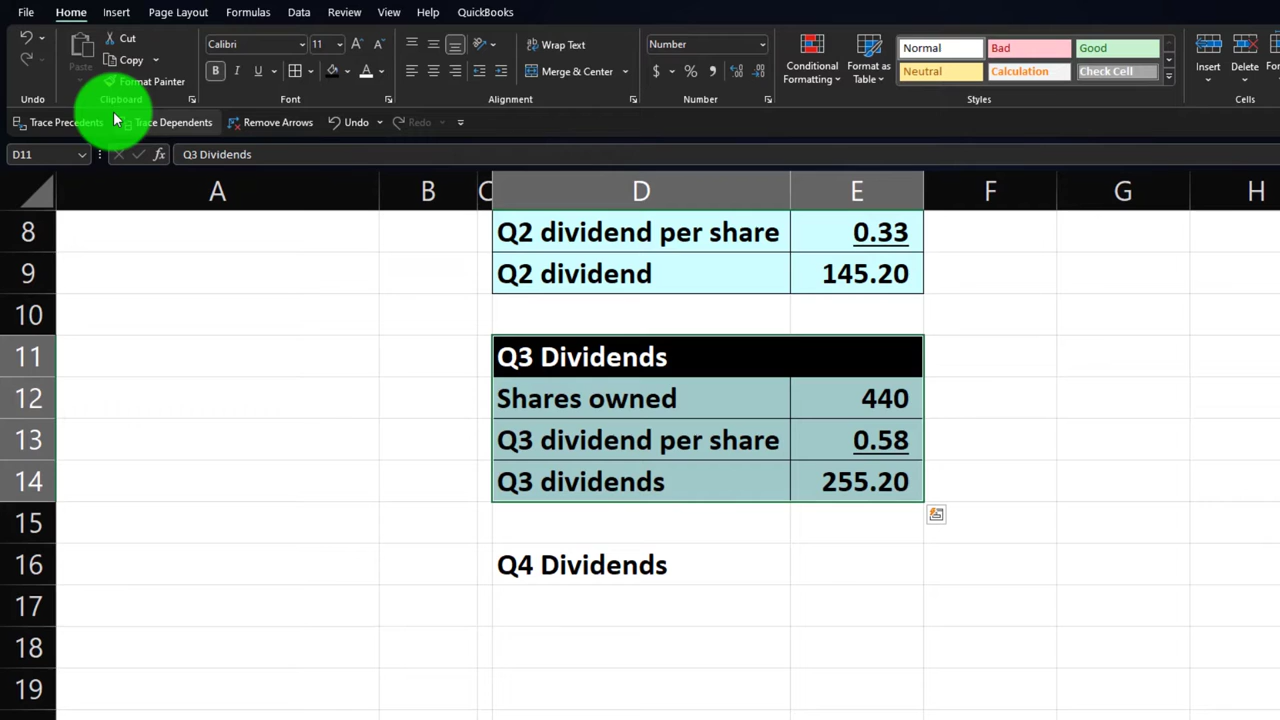 File Home Insert Page Layout Formulas Data Review View Help QuickBooks
Cut Calibri 11 A A Wrap Text Number Normal Bad Good
Paste Copy B I U A Merge & Center $ % Conditional Formatting Format as Table Neutral Calculation Check Cell Insert Delete
Format Painter
Undo Clipboard Font Alignment Number Styles Cells
Trace Precedents Trace Dependents Remove Arrows Undo Redo
D11 fx Q3 Dividends
A B C D E F G H
8 Q2 dividend per share 0.33
9 Q2 dividend 145.20
10
11 Q3 Dividends
12 Shares owned 440
13 Q3 dividend per share 0.58
14 Q3 dividends 255.20
15
16 Q4 Dividends
17
18
19